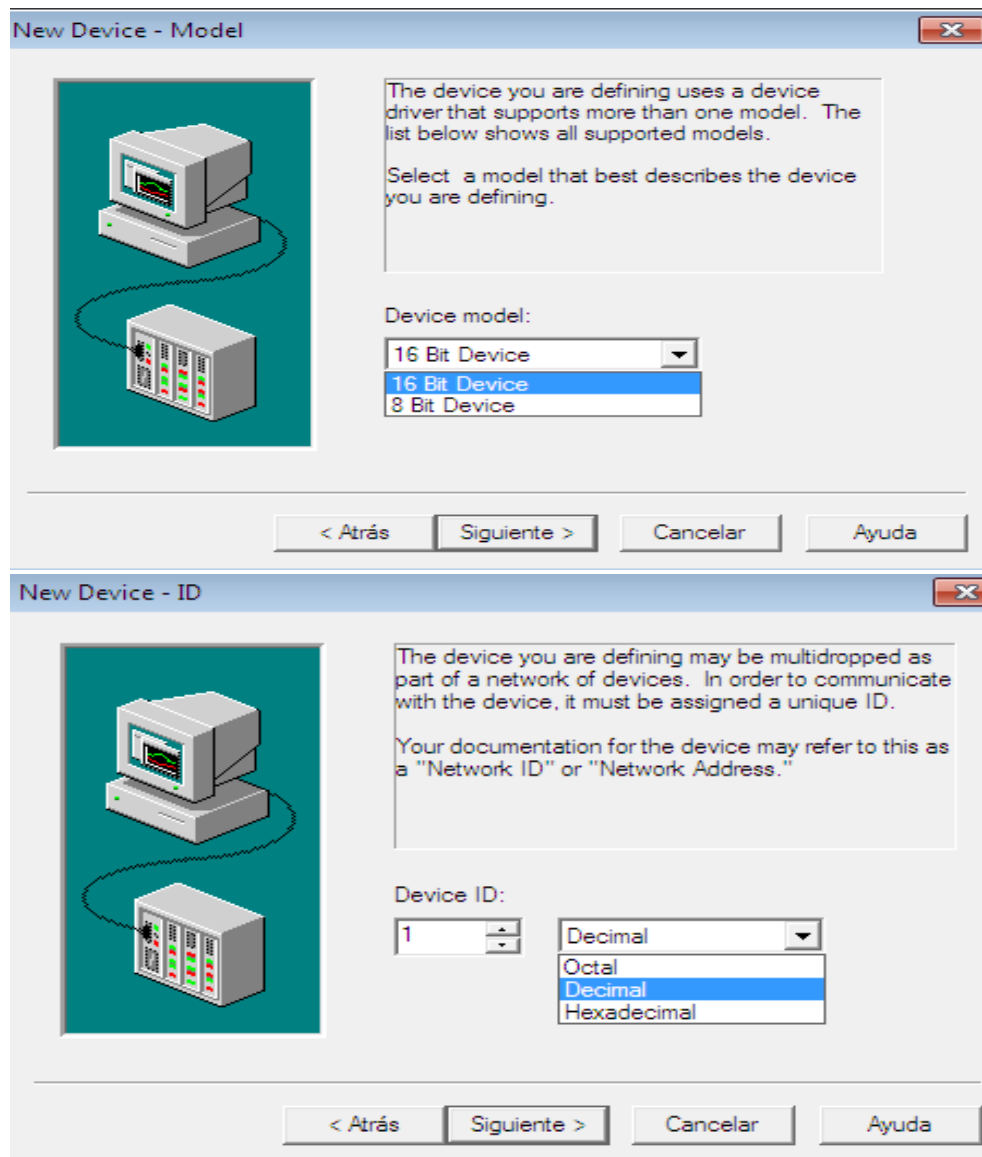 New Device - Model
The device you are defining uses a device
driver that supports more than one model. The
list below shows all supported models.
Select a model that best describes the device
you are defining.
Device model:
16 Bit Device
16 Bit Device
8 Bit Device
< Atrás
Siguiente >
Cancelar
Ayuda
New Device - ID
The device you are defining may be multidropped as
part of a network of devices. In order to communicate
with the device, it must be assigned a unique ID.
Your documentation for the device may refer to this as
a "Network ID" or "Network Address."
Device ID:
1
Decimal
Octal
Decimal
Hexadecimal
< Atrás
Siguiente >
Cancelar
Ayuda